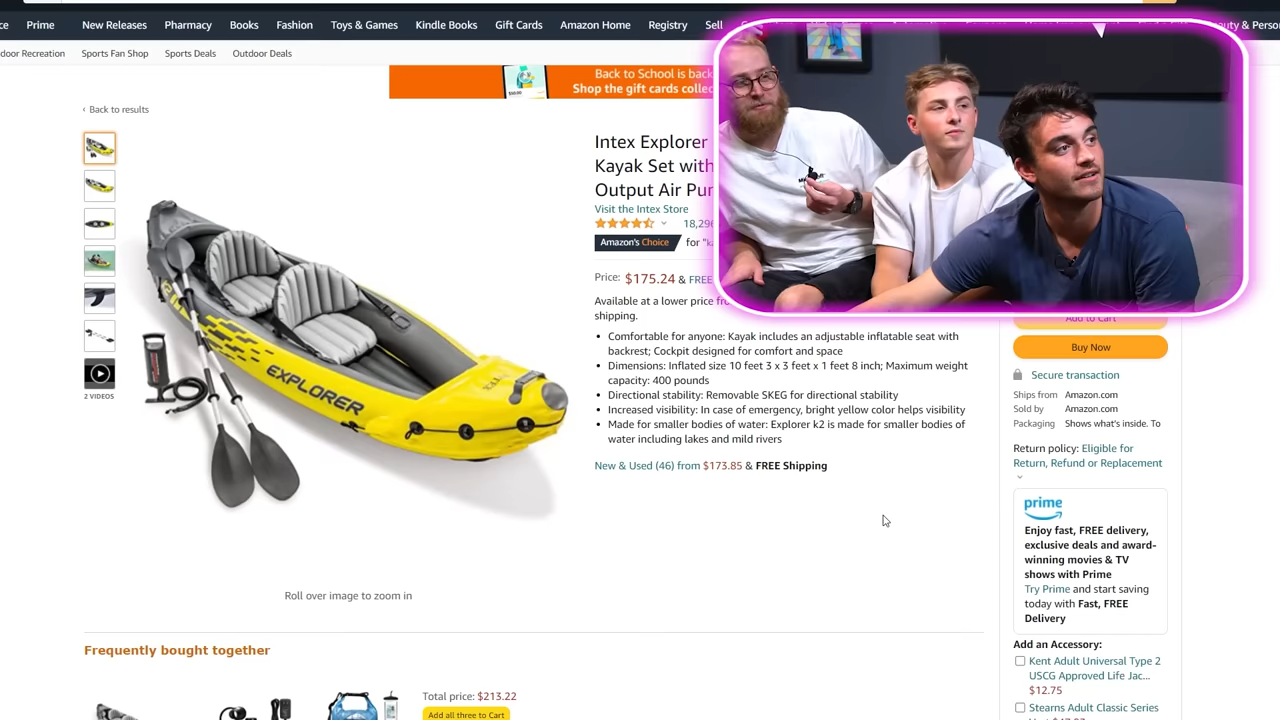 Prime
New Releases
Pharmacy
Books
Fashion
Toys & Games
Kindle Books
Gift Cards
Amazon Home
Registry
Sell
Recreation
Sports Fan Shop
Sports Deals
Outdoor Deals
Back to School is back
Shop the gift cards
‹ Back to results
Intex Explorer
Kayak Set with
Output Air
Visit the Intex Store
Amazon's Choice for
Price: $175.24 & FREE
Available at a lower price
shipping.
• Comfortable for anyone: Kayak includes an adjustable inflatable seat with
backrest; Cockpit designed for comfort and space
• Dimensions: Inflated size 10 feet 3 x 3 feet x 1 feet 8 inch; Maximum weight
capacity: 400 pounds
• Directional stability: Removable SKEG for directional stability
• Increased visibility: In case of emergency, bright yellow color helps visibility
• Made for smaller bodies of water: Explorer k2 is made for smaller bodies of
water including lakes and mild rivers
New & Used (46) from $173.85 & FREE Shipping
EXPLORER
2 VIDEOS
Roll over image to zoom in
Add to Cart
Buy Now
Secure transaction
Ships from Amazon.com
Sold by Amazon.com
Packaging Shows what's inside. To
Return policy: Eligible for
Return, Refund or Replacement
prime
Enjoy fast, FREE delivery,
exclusive deals and award-
winning movies & TV
shows with Prime
Try Prime and start saving
today with Fast, FREE
Delivery
Add an Accessory:
Kent Adult Universal Type 2
USCG Approved Life Jac...
$12.75
Stearns Adult Classic Series
Frequently bought together
Total price: $213.22
Add all three to Cart